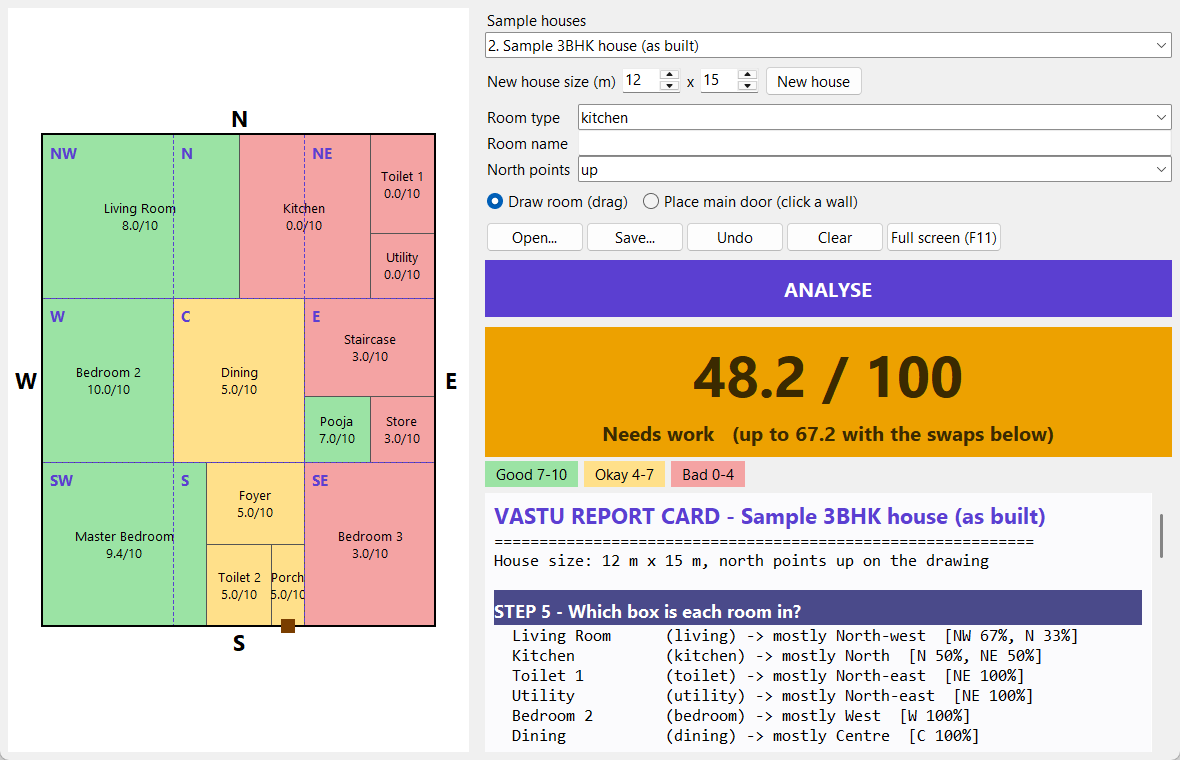 N
NW
N
NE
Living Room
8.0/10
Kitchen
0.0/10
Toilet 1
0.0/10
Utility
0.0/10
W
W
C
E
E
Bedroom 2
10.0/10
Dining
5.0/10
Staircase
3.0/10
Pooja
7.0/10
Store
3.0/10
SW
S
SE
Master Bedroom
9.4/10
Foyer
5.0/10
Toilet 2
5.0/10
Porch
5.0/10
Bedroom 3
3.0/10
S
Sample houses
2. Sample 3BHK house (as built)
New house size (m) 12 x 15 New house
Room type kitchen
Room name
North points up
Draw room (drag) Place main door (click a wall)
Open... Save... Undo Clear Full screen (F11)
ANALYSE
48.2 / 100
Needs work (up to 67.2 with the swaps below)
Good 7-10 Okay 4-7 Bad 0-4
VASTU REPORT CARD - Sample 3BHK house (as built)
============================================================
House size: 12 m x 15 m, north points up on the drawing
STEP 5 - Which box is each room in?
Living Room (living) -> mostly North-west [NW 67%, N 33%]
Kitchen (kitchen) -> mostly North [N 50%, NE 50%]
Toilet 1 (toilet) -> mostly North-east [NE 100%]
Utility (utility) -> mostly North-east [NE 100%]
Bedroom 2 (bedroom) -> mostly West [W 100%]
Dining (dining) -> mostly Centre [C 100%]